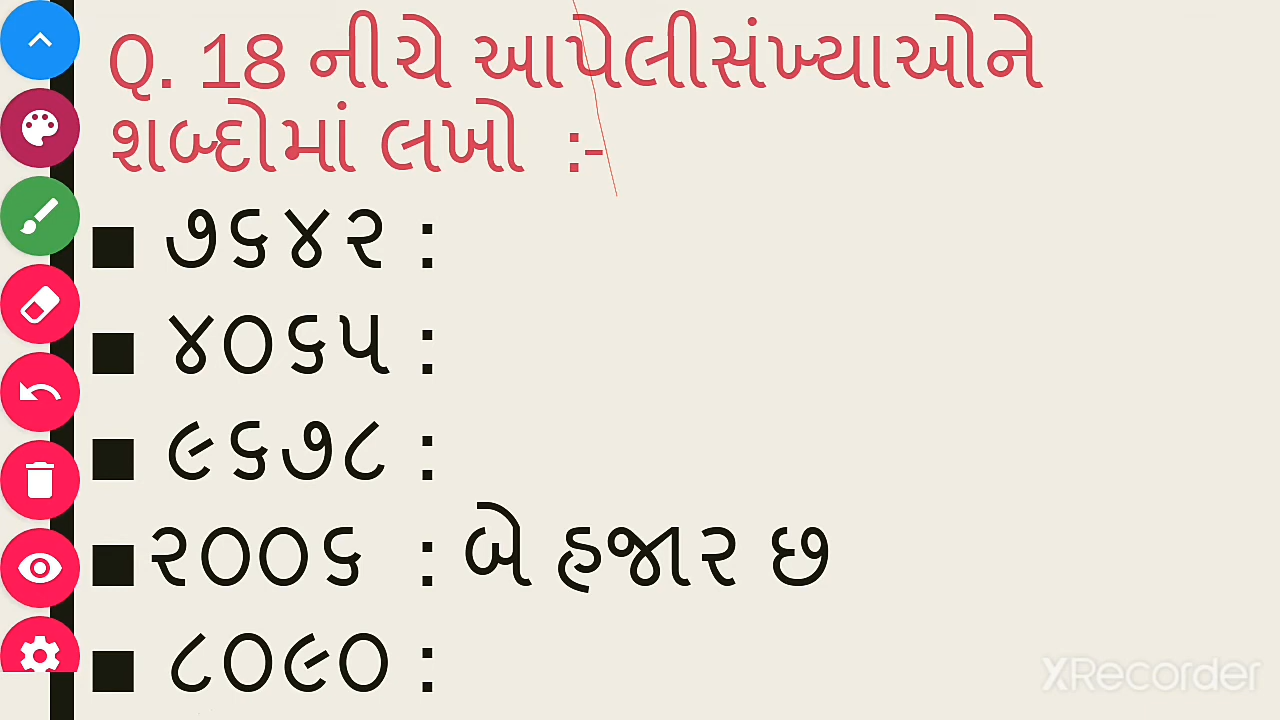 Q. 18 નીચે આપેલીસંખ્યાઓને
શબ્દોમાં લખો :-
■ ૭૬૪૨ :
■ ૪૦૬૫ :
■ ૯૬૭૮ :
■૨૦૦૬ : બે હજાર છ
■ ૮૦૯૦ :
XRecorder